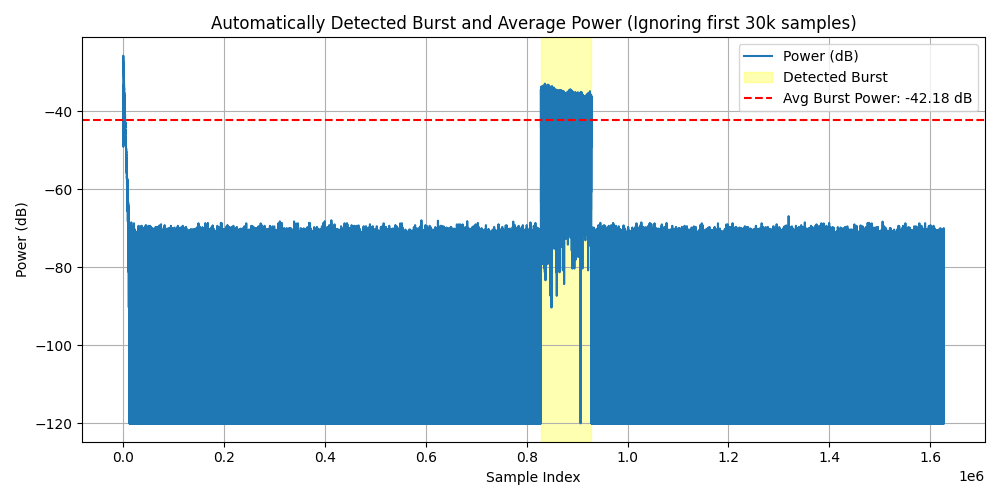 Automatically Detected Burst and Average Power (Ignoring first 30k samples)
Power (dB)
Detected Burst
Avg Burst Power: -42.18 dB
Power (dB)
−40
−60
−80
−100
−120
0.0 0.2 0.4 0.6 0.8 1.0 1.2 1.4 1.6
1e6
Sample Index